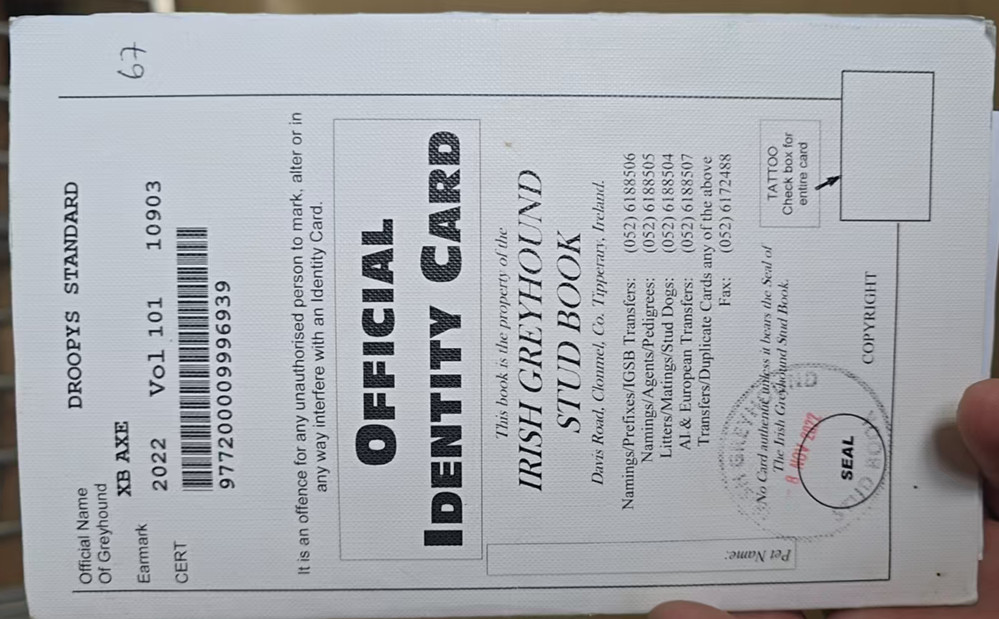 67
DROOPYS STANDARD
Official Name
Of Greyhound
XB AXE
Earmark
2022 Vol 101 10903
CERT
977200009996939
It is an offence for any unauthorised person to mark, alter or in
any way interfere with an Identity Card.
OFFICIAL
IDENTITY CARD
This book is the property of the
IRISH GREYHOUND
STUD BOOK
Davis Road, Clonmel, Co. Tipperary, Ireland.
Namings/Prefixes/IGSB Transfers: (052) 6188506
Namings/Agents/Pedigrees: (052) 6188505
Litters/Matings/Stud Dogs: (052) 6188504
AI & European Transfers: (052) 6188507
Transfers/Duplicate Cards any of the above
Fax: (052) 6172488
Pet Name:
No Card authentic unless it bears the Seal of
The Irish Greyhound Stud Book.
TATTOO
Check box for
entire card
NOV 2022
SEAL
STUD BOOK
COPYRIGHT